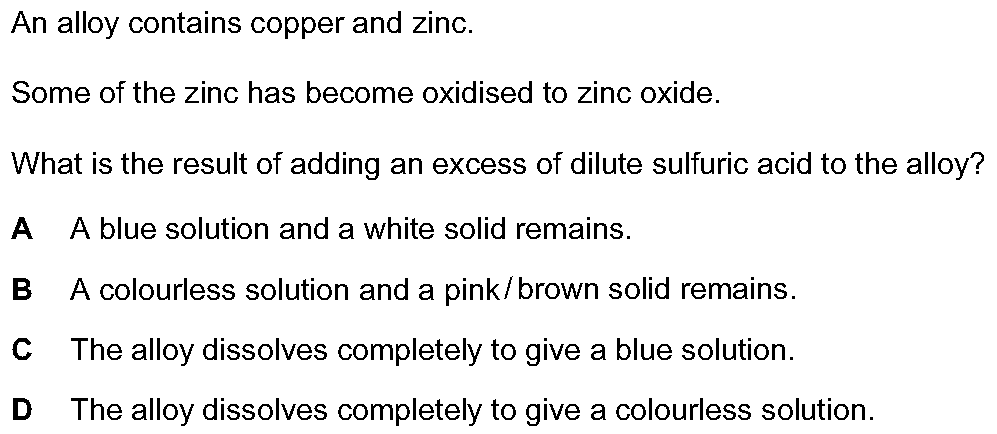 An alloy contains copper and zinc.
Some of the zinc has become oxidised to zinc oxide.
What is the result of adding an excess of dilute sulfuric acid to the alloy?
A A blue solution and a white solid remains.
B A colourless solution and a pink/brown solid remains.
C The alloy dissolves completely to give a blue solution.
D The alloy dissolves completely to give a colourless solution.